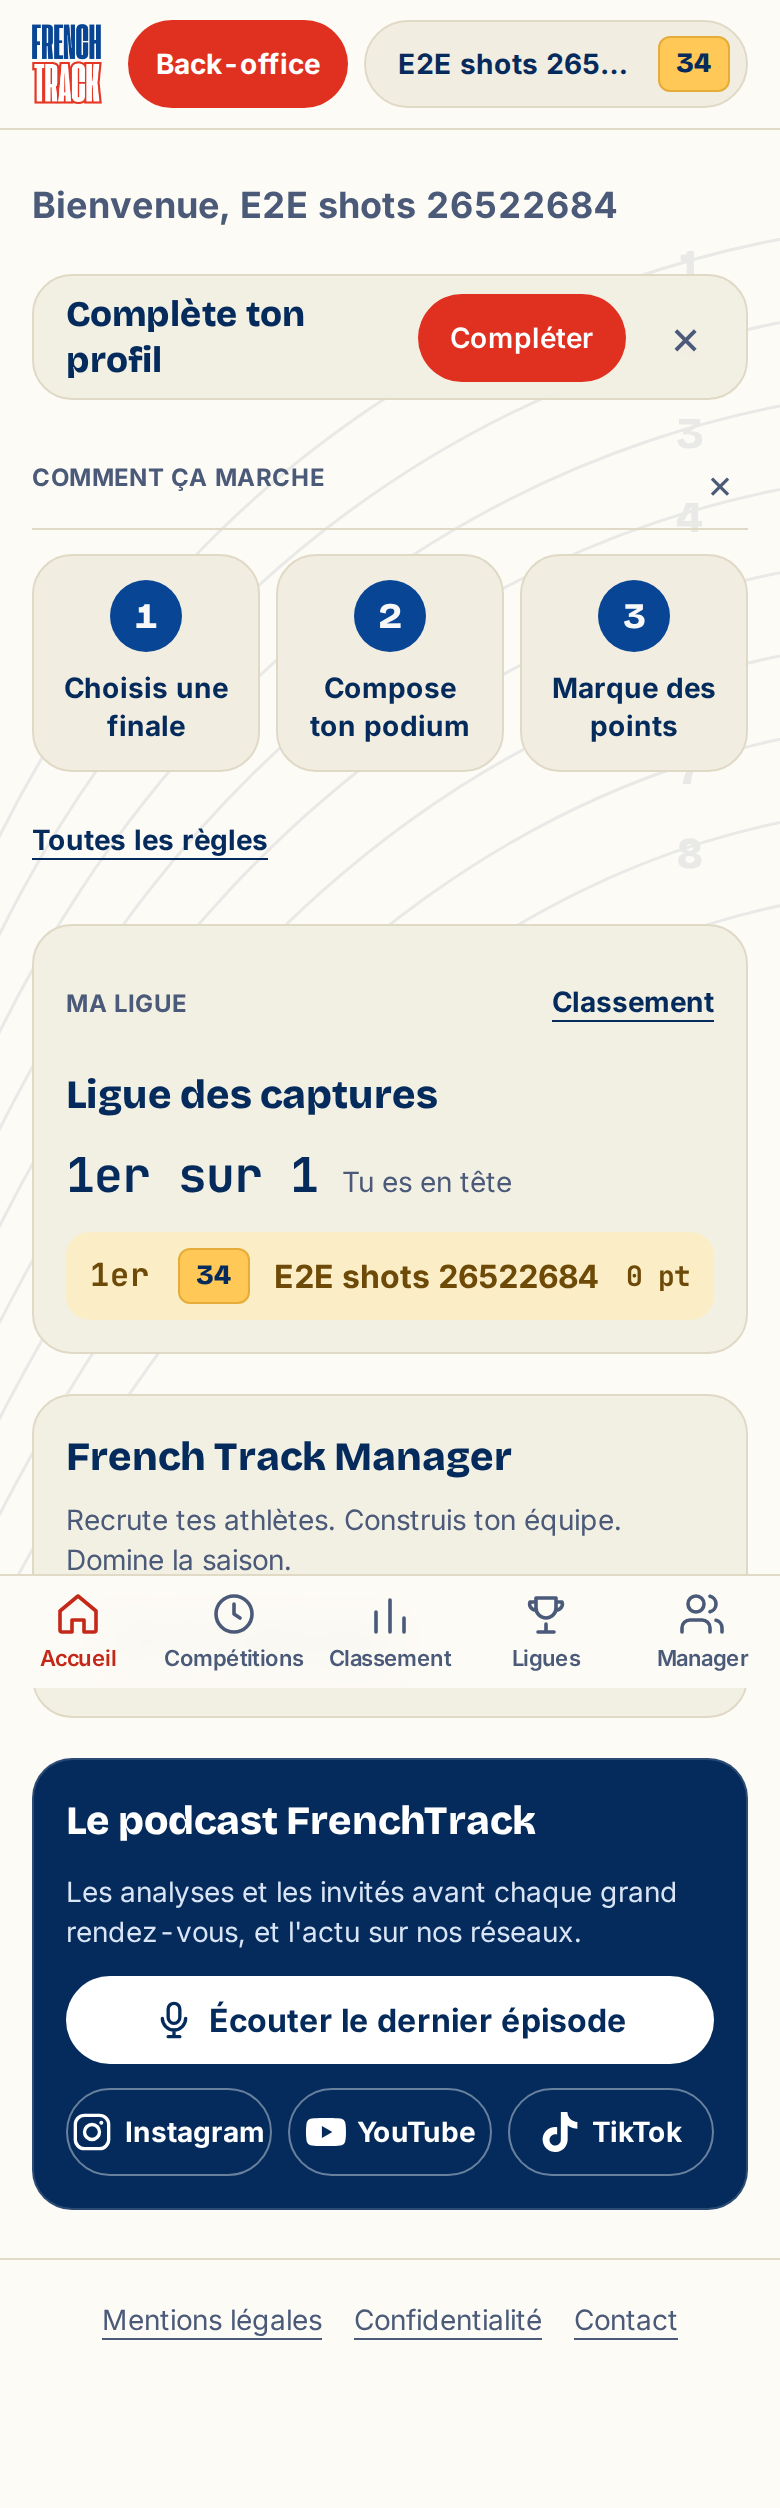 FRENCH
TRACK
Back-office
E2E shots 265...
34
Bienvenue, E2E shots 26522684
1
Complète ton
profil
Compléter
3
COMMENT ÇA MARCHE
4
1
2
3
Choisis une
finale
Compose
ton podium
Marque des
points
7
Toutes les règles
8
MA LIGUE
Classement
Ligue des captures
1er sur 1
Tu es en tête
1er
34
E2E shots 26522684
0 pt
French Track Manager
Recrute tes athlètes. Construis ton équipe.
Domine la saison.
Accueil
Compétitions
Classement
Ligues
Manager
Le podcast FrenchTrack
Les analyses et les invités avant chaque grand
rendez-vous, et l'actu sur nos réseaux.
Écouter le dernier épisode
Instagram
YouTube
TikTok
Mentions légales
Confidentialité
Contact